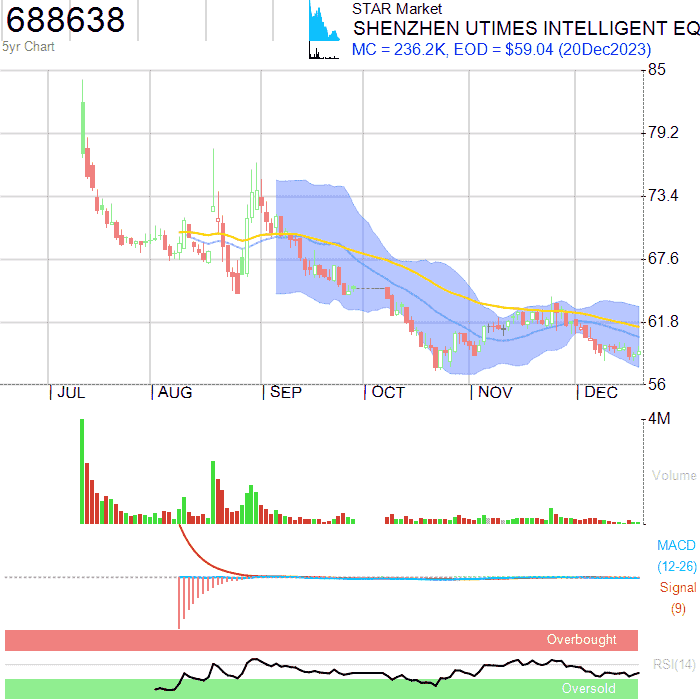 688638
5yr Chart
STAR Market
SHENZHEN UTIMES INTELLIGENT EQ
MC = 236.2K, EOD = $59.04 (20Dec2023)
85
79.2
73.4
67.6
61.8
56
JUL AUG SEP OCT NOV DEC
4M
Volume
MACD
(12-26)
Signal
(9)
Overbought
RSI(14)
Oversold